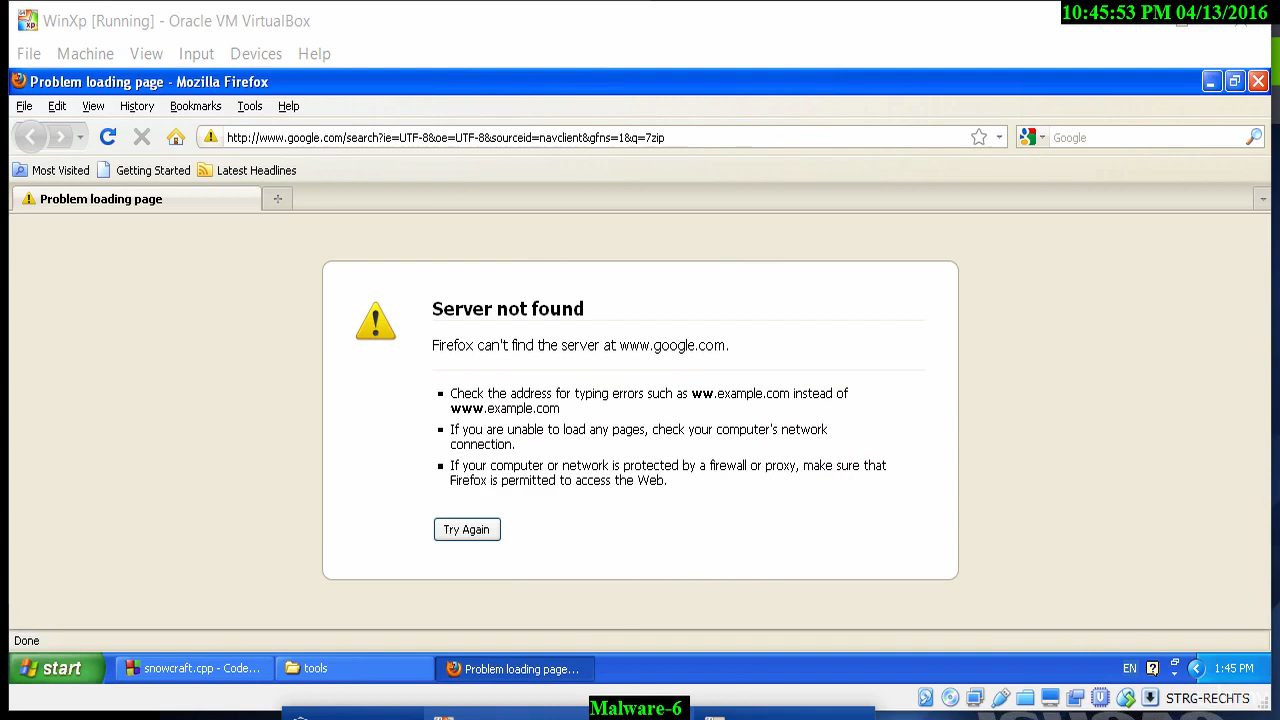 WinXp [Running] - Oracle VM VirtualBox
10:45:53 PM 04/13/2016
File Machine View Input Devices Help
Problem loading page - Mozilla Firefox
File Edit View History Bookmarks Tools Help
http://www.google.com/search?ie=UTF-8&oe=UTF-8&sourceid=navclient&gfns=1&q=7zip
Google
Most Visited Getting Started Latest Headlines
Problem loading page
Server not found
Firefox can't find the server at www.google.com.
Check the address for typing errors such as ww.example.com instead of
www.example.com
If you are unable to load any pages, check your computer's network
connection.
If your computer or network is protected by a firewall or proxy, make sure that
Firefox is permitted to access the Web.
Try Again
Done
start snowcraft.cpp - Code... tools Problem loading page... EN 1:45 PM
STRG-RECHTS
Malware-6